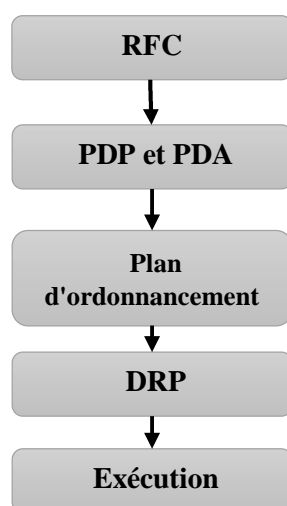 RFC
PDP et PDA
Plan
d'ordonnancement
DRP
Exécution